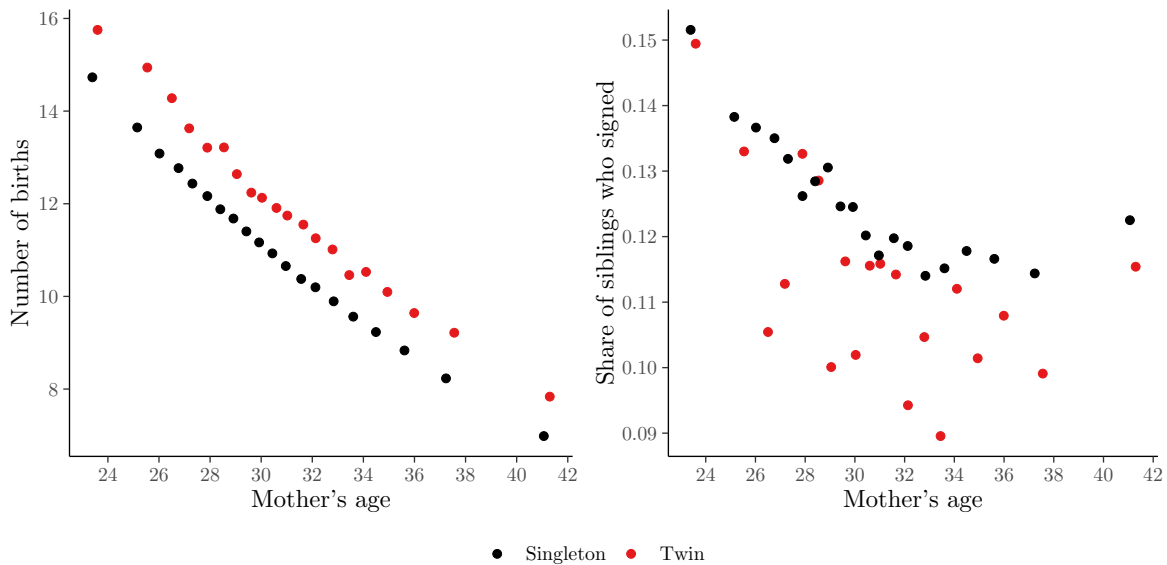 Number of births
16
14
12
10
8
24 26 28 30 32 34 36 38 40 42
Mother's age
Share of siblings who signed
0.15
0.14
0.13
0.12
0.11
0.10
0.09
24 26 28 30 32 34 36 38 40 42
Mother's age
Singleton Twin